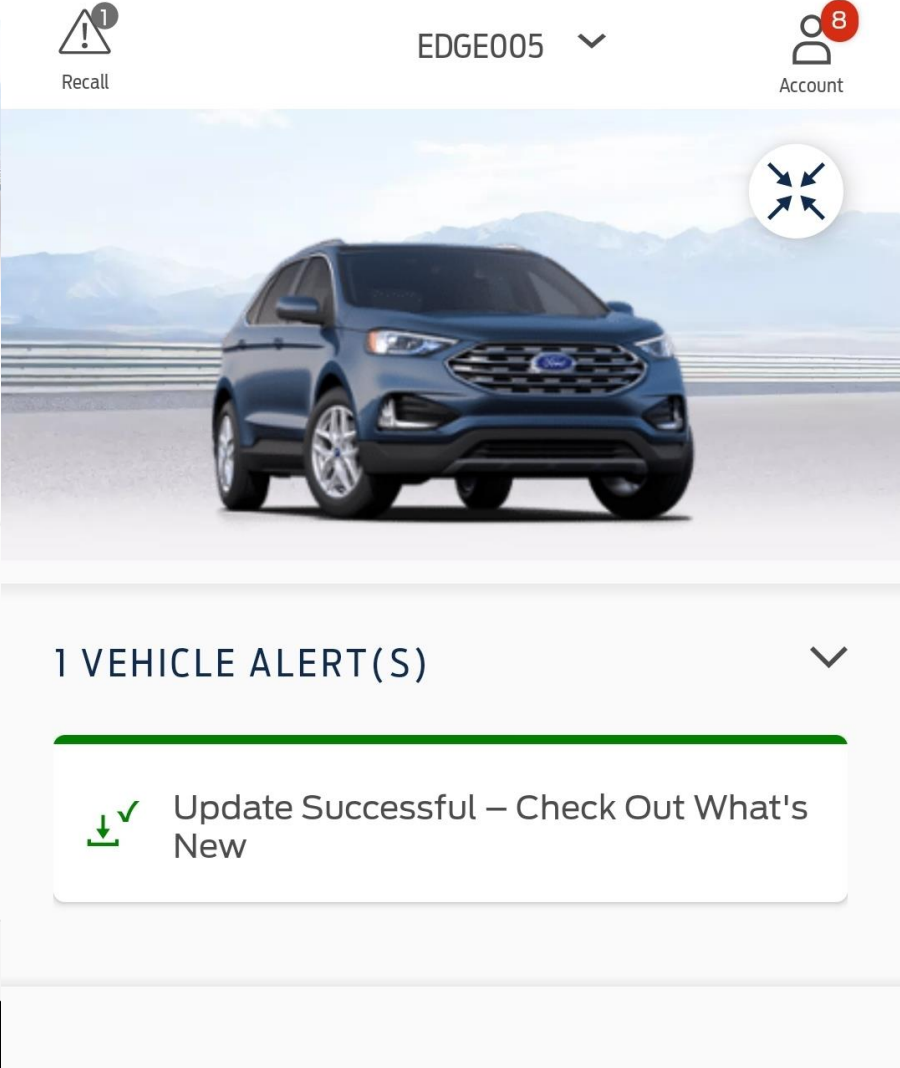 1
8
EDGE005
Recall
Account
Ford
1 VEHICLE ALERT(S)
Update Successful – Check Out What's
New